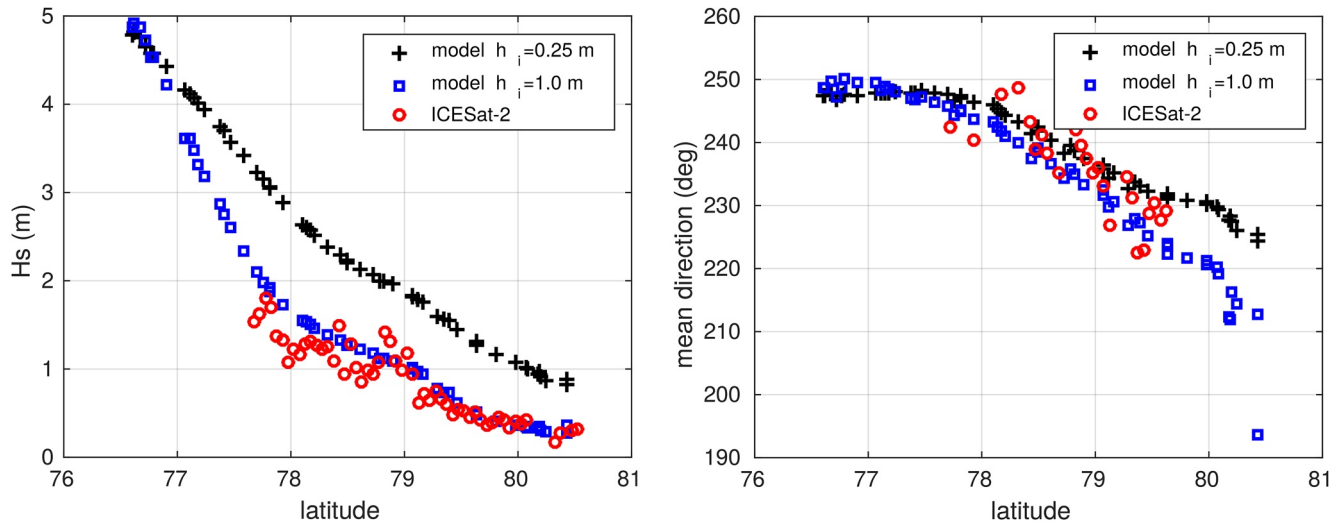 5
4
3
2
1
0
Hs (m)
model h i=0.25 m
model h i=1.0 m
ICESat-2
76 77 78 79 80 81
latitude
260
250
240
230
220
210
200
190
mean direction (deg)
model h i=0.25 m
model h i=1.0 m
ICESat-2
76 77 78 79 80 81
latitude